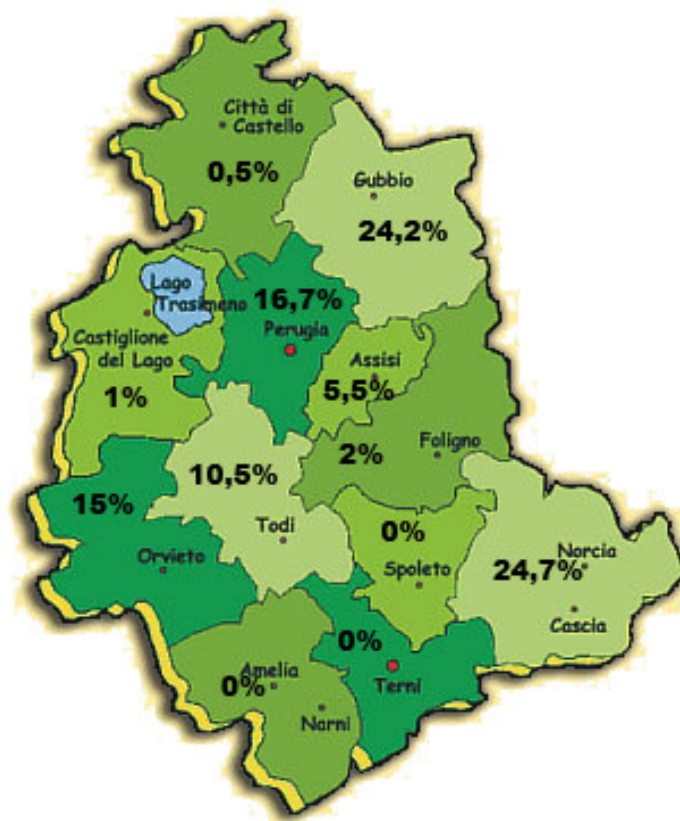 Città di
Castello
0,5%
Gubbio
24,2%
Lago
Trasimeno
16,7%
Perugia
Castiglione
del Lago
1%
Assisi
5,5%
2%
Foligno
10,5%
15%
Todi
Orvieto
0%
Spoleto
Norcia
24,7%
Cascia
0%
Terni
Amelia
0%
Narni